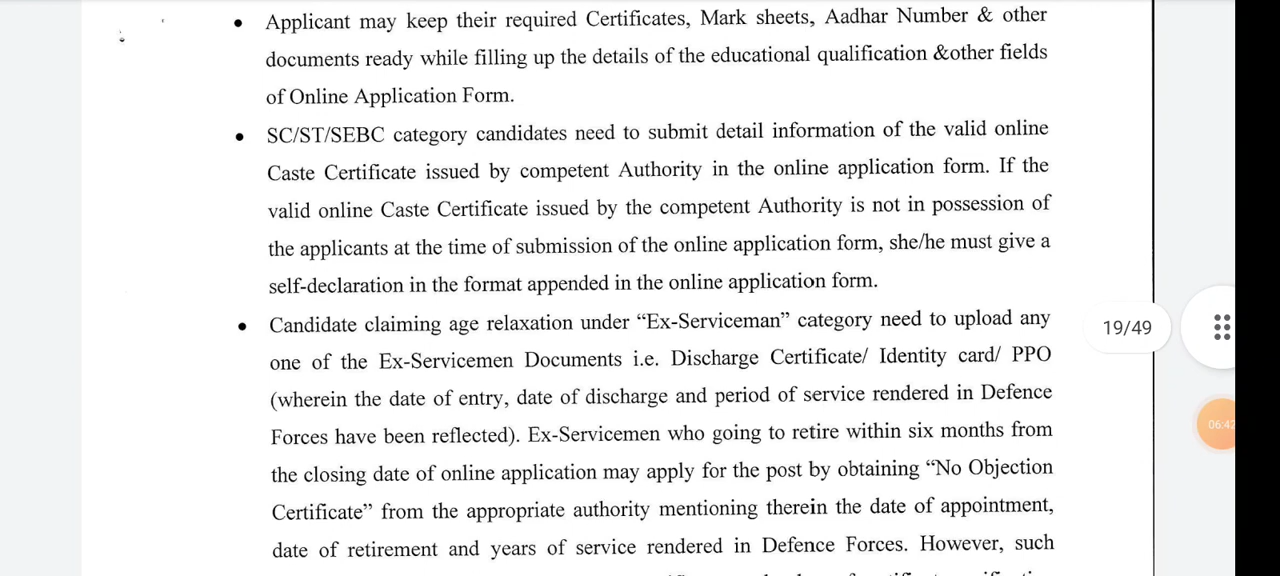 • Applicant may keep their required Certificates, Mark sheets, Aadhar Number & other
documents ready while filling up the details of the educational qualification &other fields
of Online Application Form.
• SC/ST/SEBC category candidates need to submit detail information of the valid online
Caste Certificate issued by competent Authority in the online application form. If the
valid online Caste Certificate issued by the competent Authority is not in possession of
the applicants at the time of submission of the online application form, she/he must give a
self-declaration in the format appended in the online application form.
• Candidate claiming age relaxation under “Ex-Serviceman” category need to upload any
one of the Ex-Servicemen Documents i.e. Discharge Certificate/ Identity card/ PPO
19/49
(wherein the date of entry, date of discharge and period of service rendered in Defence
Forces have been reflected). Ex-Servicemen who going to retire within six months from
06:42
the closing date of online application may apply for the post by obtaining “No Objection
Certificate” from the appropriate authority mentioning therein the date of appointment,
date of retirement and years of service rendered in Defence Forces. However, such